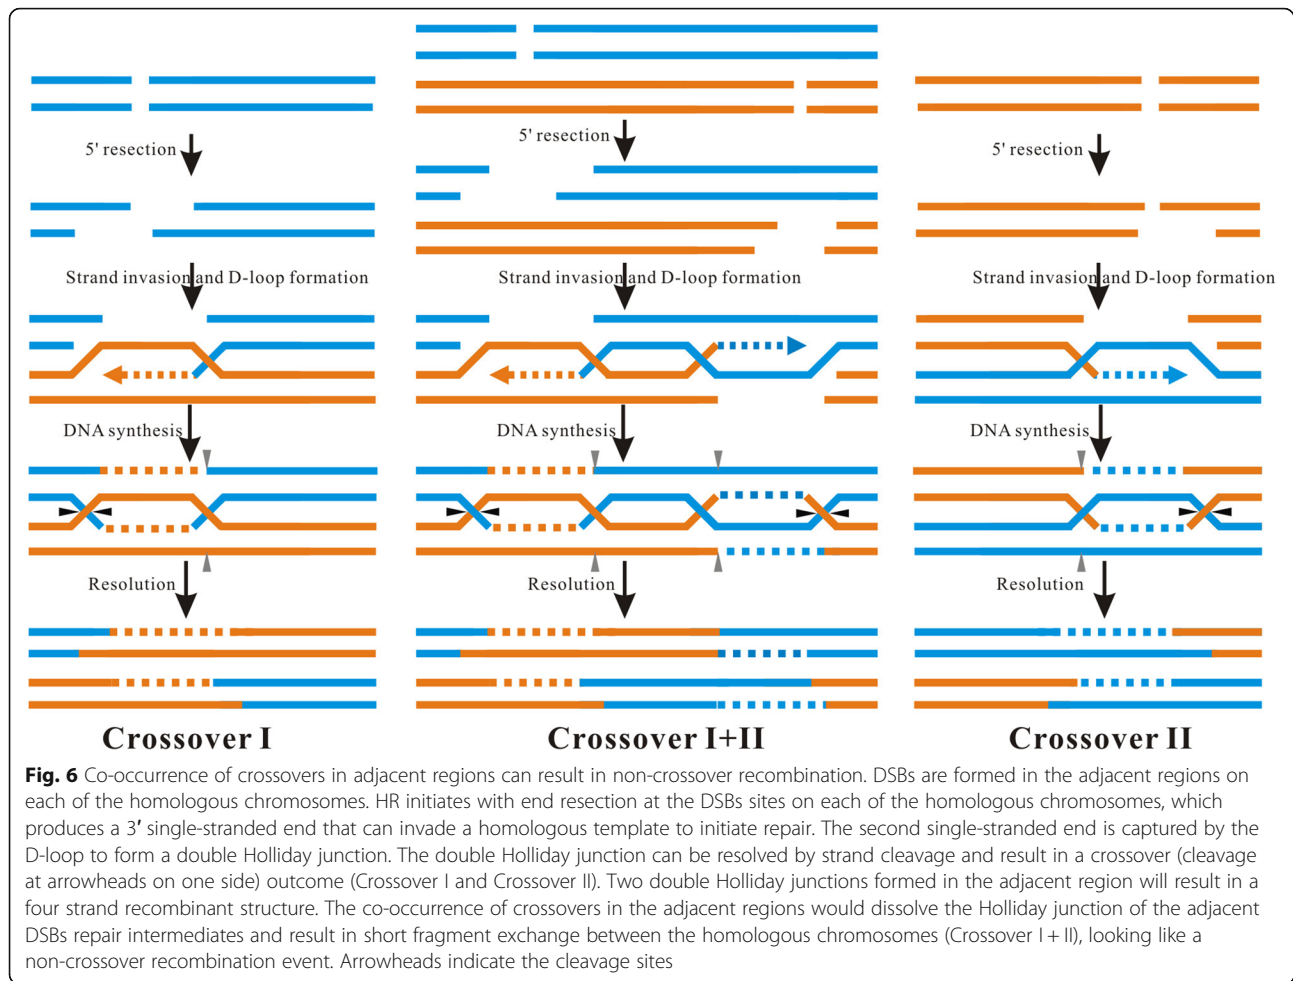 5' resection
5' resection
5' resection
Strand invasion and D-loop formation
Strand invasion and D-loop formation
Strand invasion and D-loop formation
DNA synthesis
DNA synthesis
DNA synthesis
Resolution
Resolution
Resolution
Crossover I
Crossover I+II
Crossover II
Fig. 6 Co-occurrence of crossovers in adjacent regions can result in non-crossover recombination. DSBs are formed in the adjacent regions on
each of the homologous chromosomes. HR initiates with end resection at the DSBs sites on each of the homologous chromosomes, which
produces a 3′ single-stranded end that can invade a homologous template to initiate repair. The second single-stranded end is captured by the
D-loop to form a double Holliday junction. The double Holliday junction can be resolved by strand cleavage and result in a crossover (cleavage
at arrowheads on one side) outcome (Crossover I and Crossover II). Two double Holliday junctions formed in the adjacent region will result in a
four strand recombinant structure. The co-occurrence of crossovers in the adjacent regions would dissolve the Holliday junction of the adjacent
DSBs repair intermediates and result in short fragment exchange between the homologous chromosomes (Crossover I + II), looking like a
non-crossover recombination event. Arrowheads indicate the cleavage sites